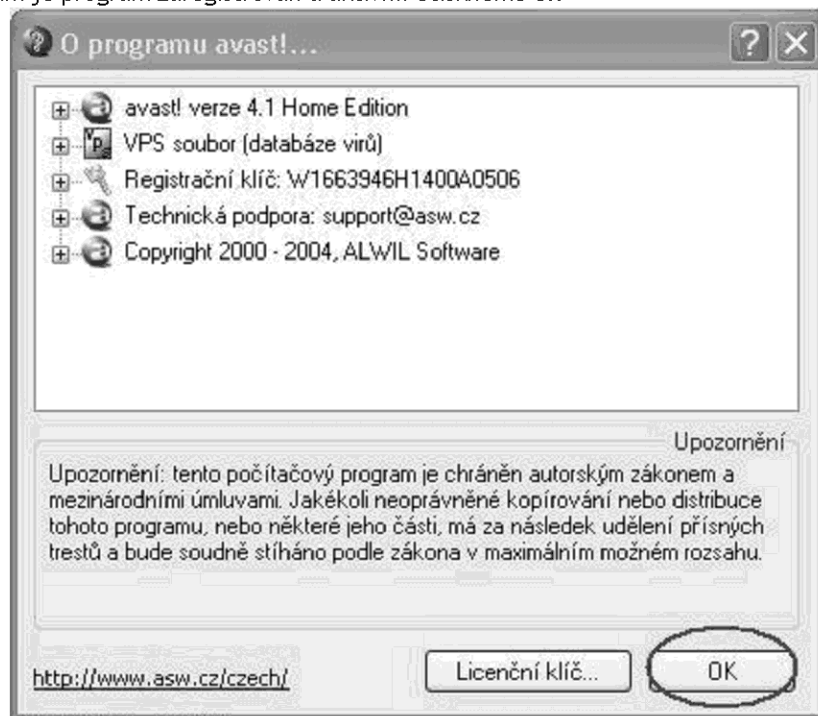 O programu avast!...
avast! verze 4.1 Home Edition
VPS soubor (databáze virů)
Registrační klíč: W1663946H1400A0506
Technická podpora: support@asw.cz
Copyright 2000 - 2004, ALWIL Software
Upozornění
Upozornění: tento počítačový program je chráněn autorským zákonem a
mezinárodními úmluvami. Jakékoli neoprávněné kopírování nebo distribuce
tohoto programu, nebo některé jeho části, má za následek udělení přísných
trestů a bude soudně stíháno podle zákona v maximálním možném rozsahu.
http://www.asw.cz/czech/
Licenční klíč...
OK